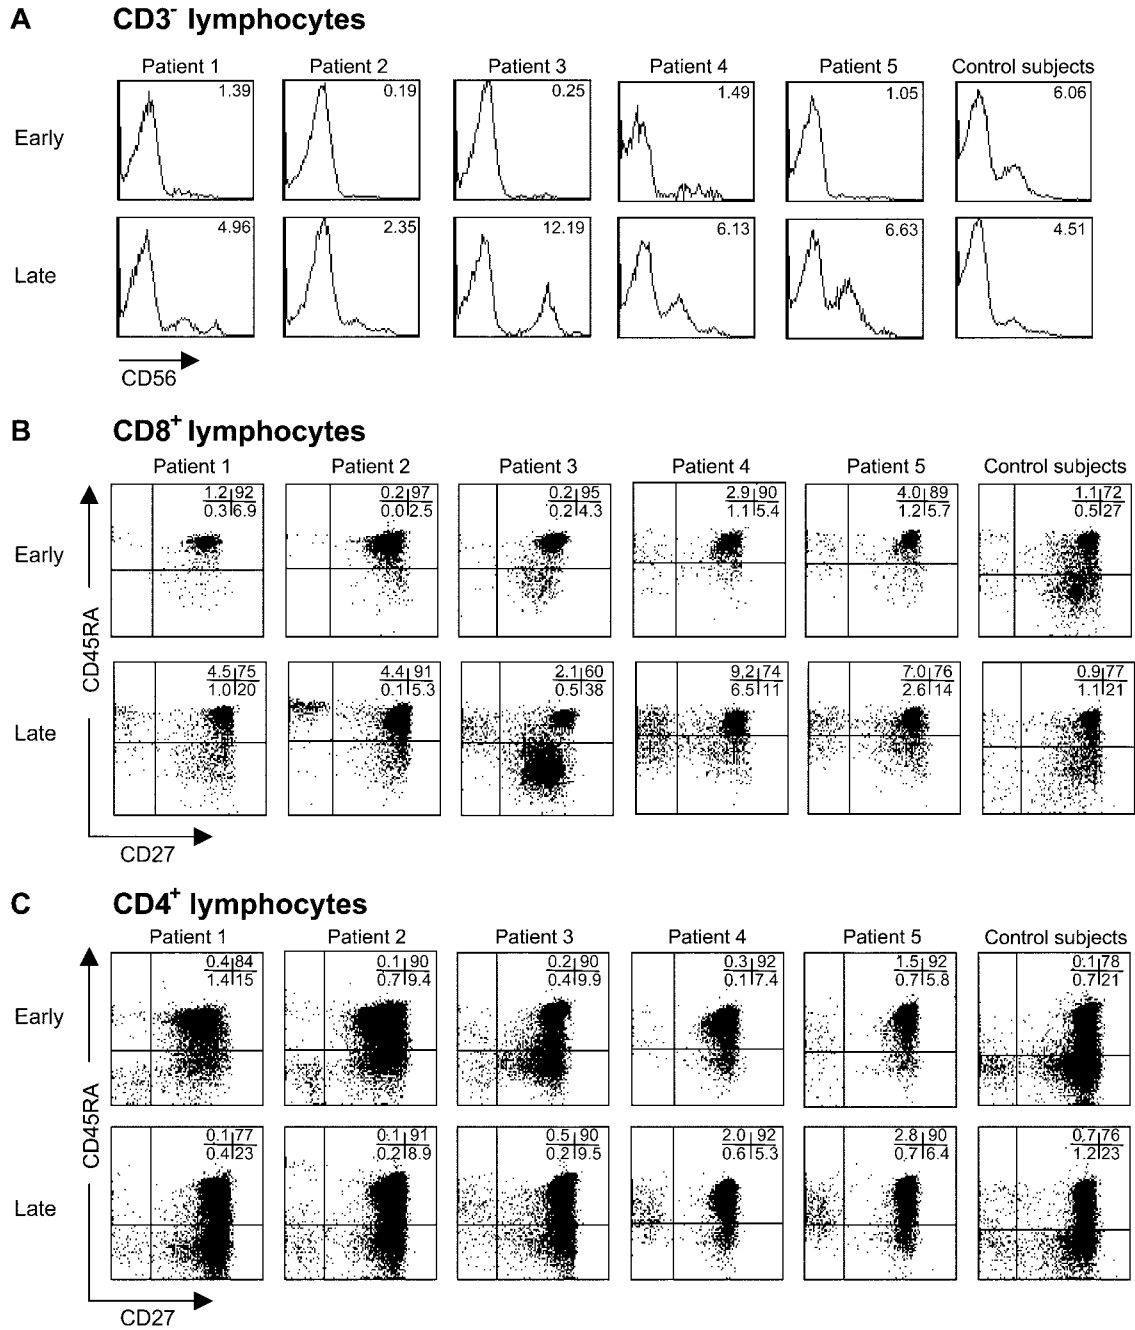 A CD3- lymphocytes
Patient 1 Patient 2 Patient 3 Patient 4 Patient 5 Control subjects
Early 1.39 0.19 0.25 1.49 1.05 6.06
Late 4.96 2.35 12.19 6.13 6.63 4.51
CD56
B CD8+ lymphocytes
Patient 1 Patient 2 Patient 3 Patient 4 Patient 5 Control subjects
1.2 92 0.2 97 0.2 95 2.9 90 4.0 89 1.1 72
0.3 6.9 0.0 2.5 0.2 4.3 1.1 5.4 1.2 5.7 0.5 27
Early
CD45RA
4.5 75 4.4 91 2.1 60 9.2 74 7.0 76 0.9 77
1.0 20 0.1 5.3 0.5 38 6.5 11 2.6 14 1.1 21
Late
CD27
C CD4+ lymphocytes
Patient 1 Patient 2 Patient 3 Patient 4 Patient 5 Control subjects
0.4 84 0.1 90 0.2 90 0.3 92 1.5 92 0.1 78
1.4 15 0.7 9.4 0.4 9.9 0.1 7.4 0.7 5.8 0.7 21
Early
CD45RA
0.1 77 0.1 91 0.5 90 2.0 92 2.8 90 0.7 76
0.4 23 0.2 8.9 0.2 9.5 0.6 5.3 0.7 6.4 1.2 23
Late
CD27